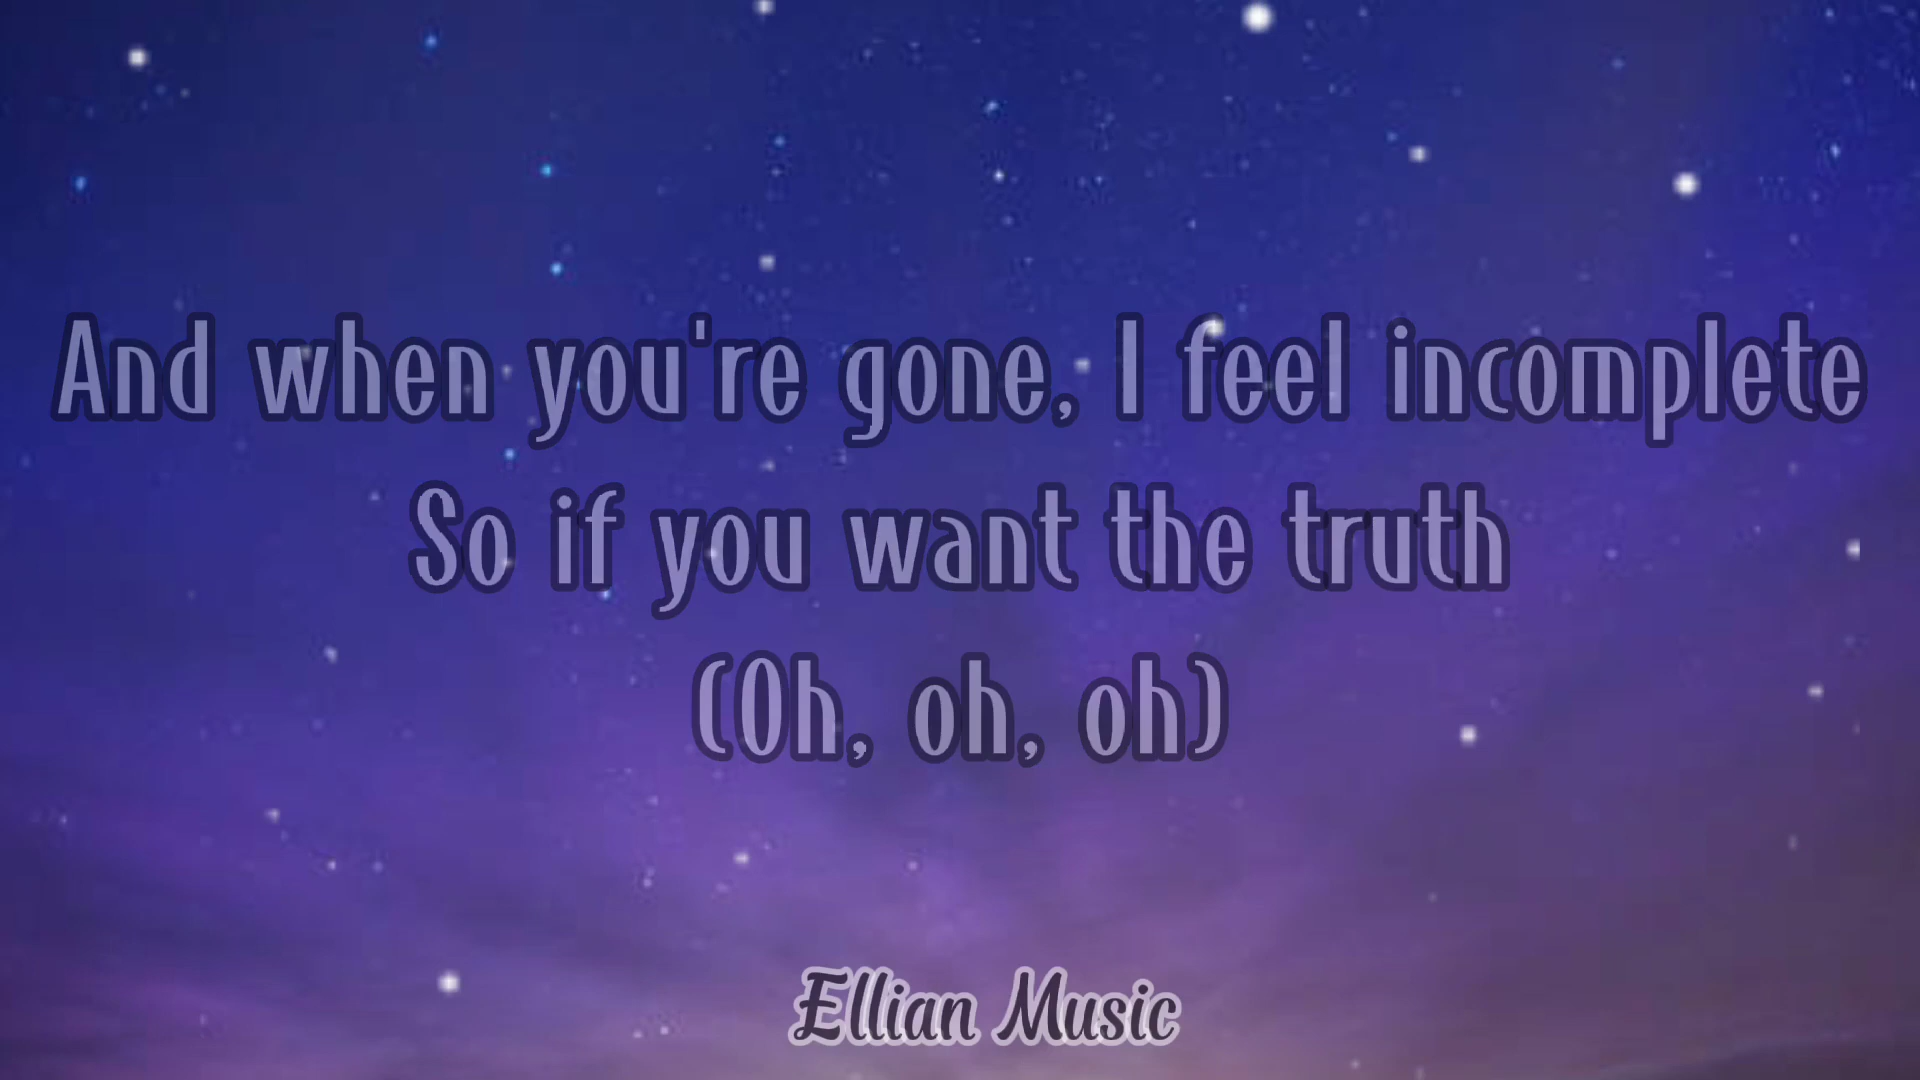 And when you're gone, I feel incomplete
So if you want the truth
(Oh, oh, oh)
Ellian Music